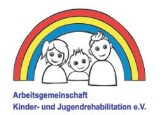 Arbeitsgemeinschaft
Kinder- und Jugendrehabilitation e.V.